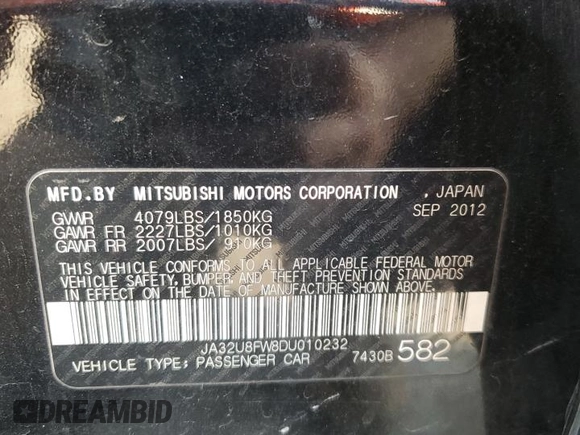 MFD.BY MITSUBISHI MOTORS CORPORATION , JAPAN
SEP 2012
GVWR 4079LBS/1850KG
GAWR FR 2227LBS/1010KG
GAWR RR 2007LBS/ 910KG
THIS VEHICLE CONFORMS TO ALL APPLICABLE FEDERAL MOTOR
VEHICLE SAFETY, BUMPER, AND THEFT PREVENTION STANDARDS
IN EFFECT ON THE DATE OF MANUFACTURE SHOWN ABOVE.
JA32U8FW8DU010232
VEHICLE TYPE: PASSENGER CAR 7430B 582
DREAMBID